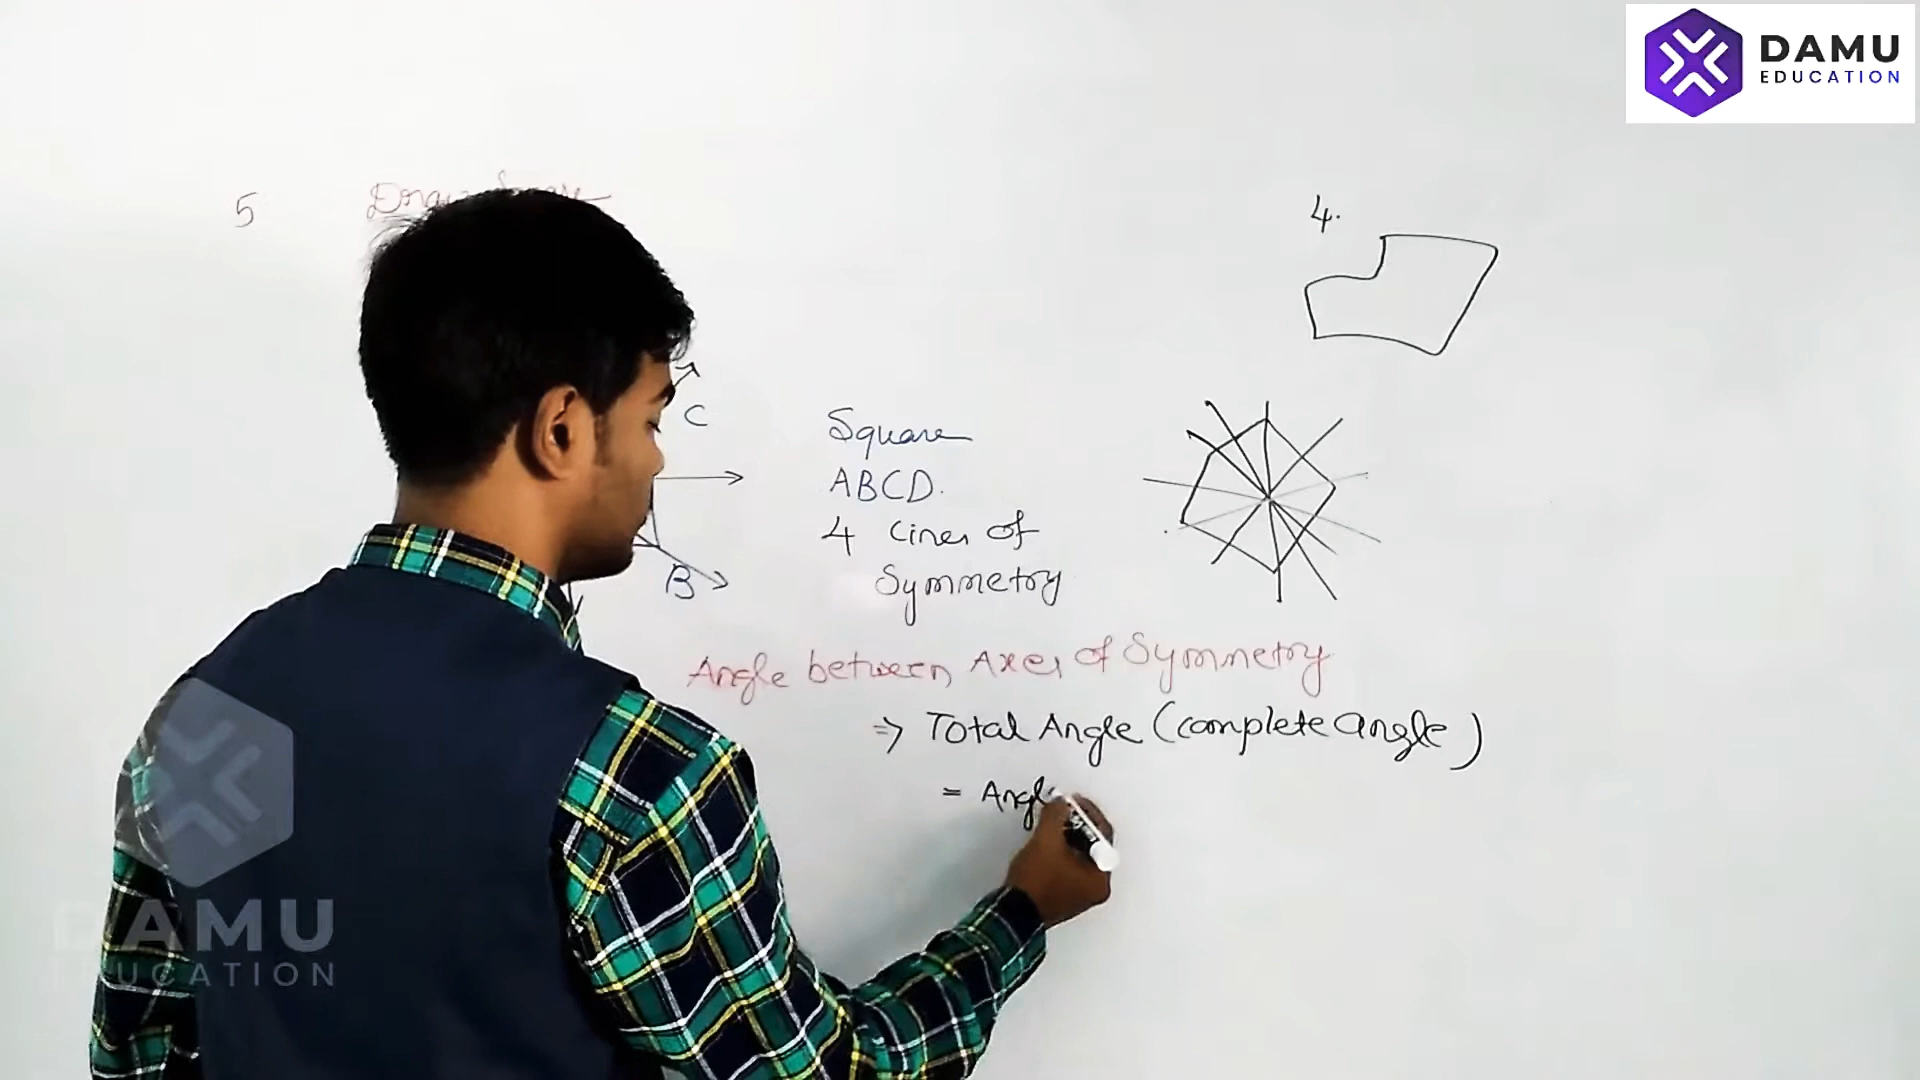 DAMU
EDUCATION
5
4.
C
Square
ABCD.
4 Lines of
Symmetry
B
Angle between Axes of Symmetry
⇒ Total Angle (complete angle)
= Angle
DAMU
EDUCATION